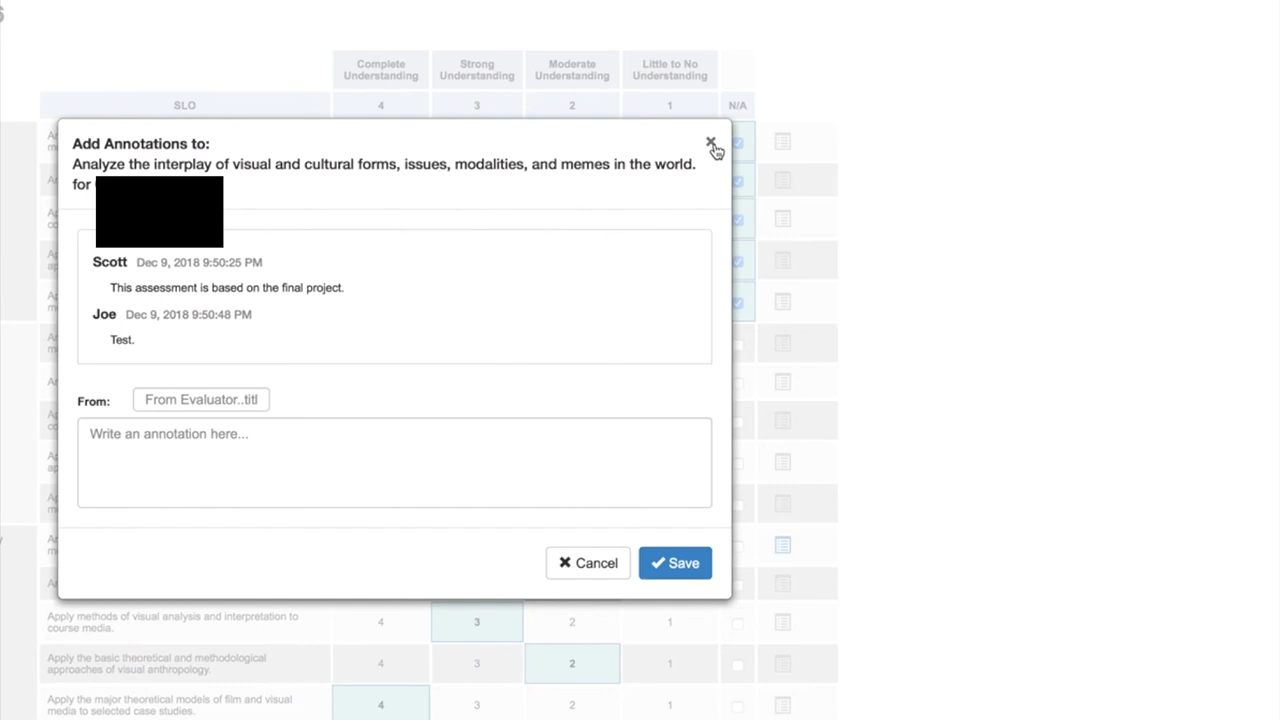 6
Complete Understanding
Strong Understanding
Moderate Understanding
Little to No Understanding
SLO 4 3 2 1 N/A
Add Annotations to:
Analyze the interplay of visual and cultural forms, issues, modalities, and memes in the world.
for
Scott Dec 9, 2018 9:50:25 PM
This assessment is based on the final project.
Joe Dec 9, 2018 9:50:48 PM
Test.
From: From Evaluator..titl
Write an annotation here...
Cancel Save
Apply methods of visual analysis and interpretation to
course media.
4 3 2 1
Apply the basic theoretical and methodological
approaches of visual anthropology.
4 3 2 1
Apply the major theoretical models of film and visual
media to selected case studies.
4 3 2 1